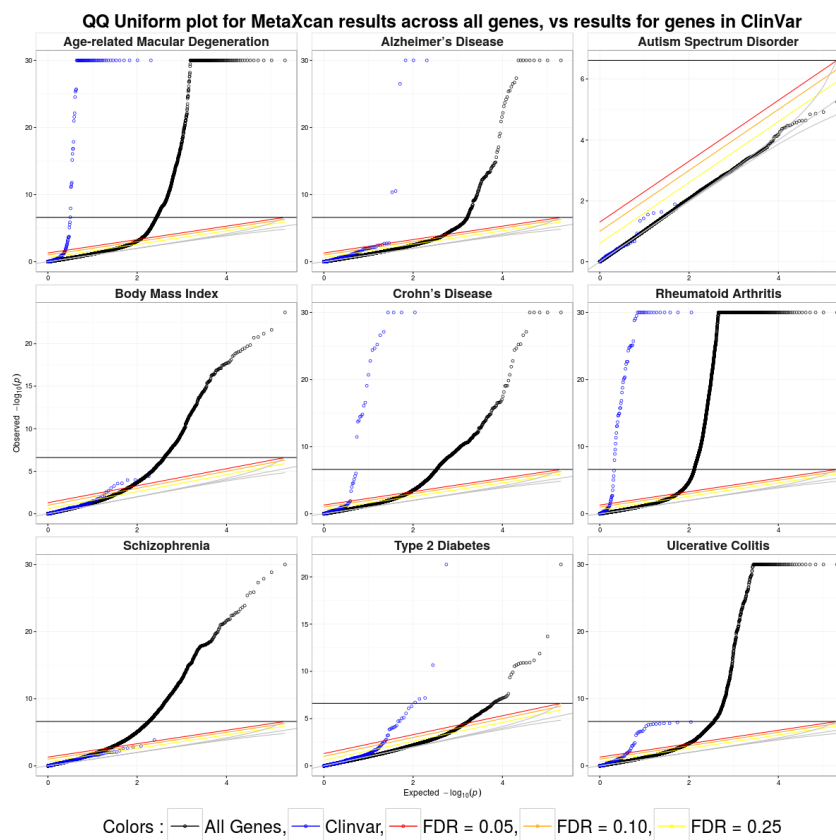 QQ Uniform plot for MetaXcan results across all genes, vs results for genes in ClinVar
Age-related Macular Degeneration
Alzheimer's Disease
Autism Spectrum Disorder
30
20
10
0
0 2 4
30
20
10
0
0 2 4
6
4
2
0
0 2 4
Body Mass Index
Crohn's Disease
Rheumatoid Arthritis
Observed −log10(p)
20
15
10
5
0
0 2 4
30
20
10
0
0 2 4
30
20
10
0
0 2 4
Schizophrenia
Type 2 Diabetes
Ulcerative Colitis
30
20
10
0
0 2 4
20
15
10
5
0
0 2 4
30
20
10
0
0 2 4
Expected −log10(p)
Colors : All Genes, Clinvar, FDR = 0.05, FDR = 0.10, FDR = 0.25